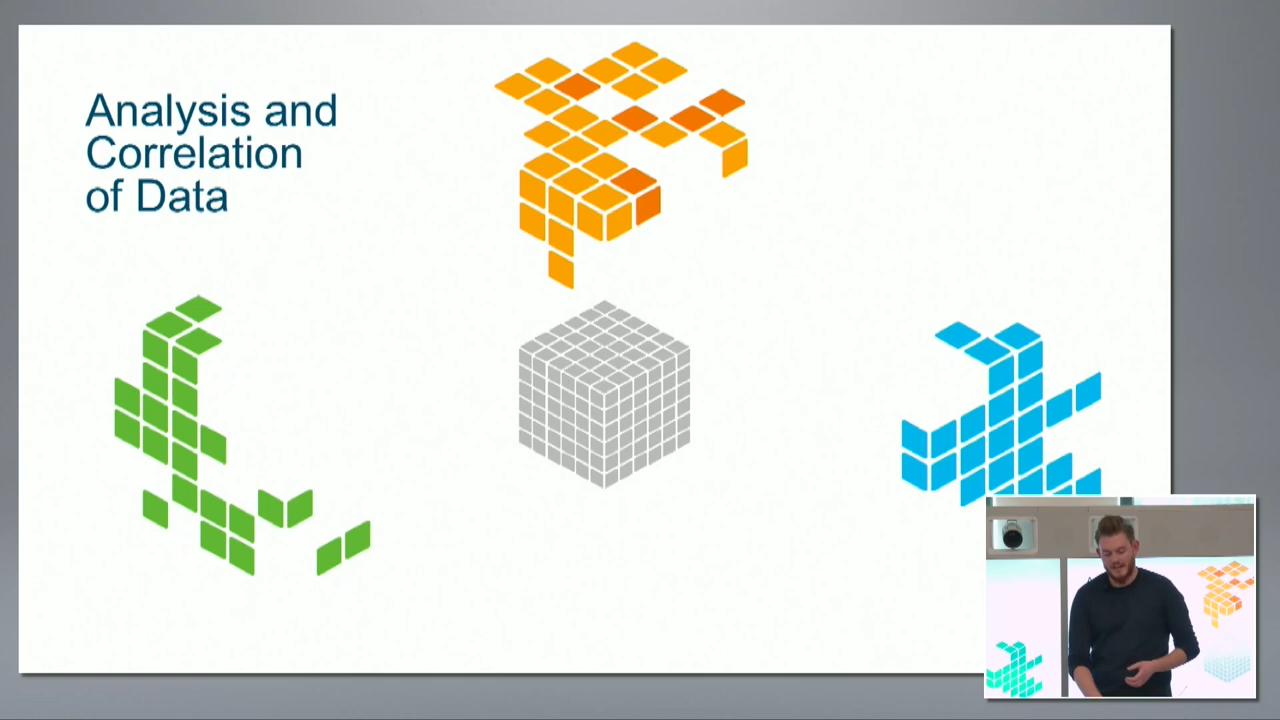 Analysis and
Correlation
of Data